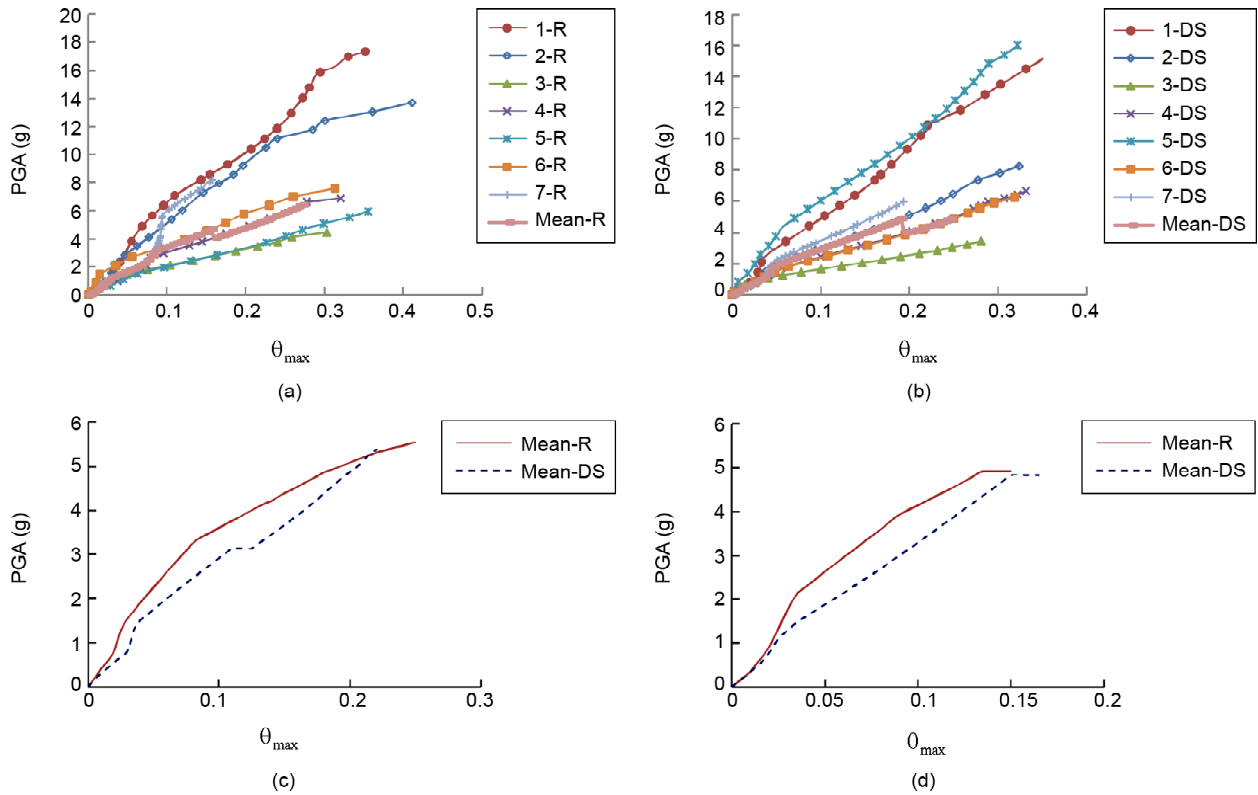 PGA (g)
20
18
16
14
12
10
8
6
4
2
0
0
0.1
0.2
0.3
0.4
0.5
θmax
1-R
2-R
3-R
4-R
5-R
6-R
7-R
Mean-R
(a)
PGA (g)
18
16
14
12
10
8
6
4
2
0
0
0.1
0.2
0.3
0.4
θmax
1-DS
2-DS
3-DS
4-DS
5-DS
6-DS
7-DS
Mean-DS
(b)
PGA (g)
6
5
4
3
2
1
0
0
0.1
0.2
0.3
θmax
Mean-R
Mean-DS
(c)
PGA (g)
6
5
4
3
2
1
0
0
0.05
0.1
0.15
0.2
θmax
Mean-R
Mean-DS
(d)